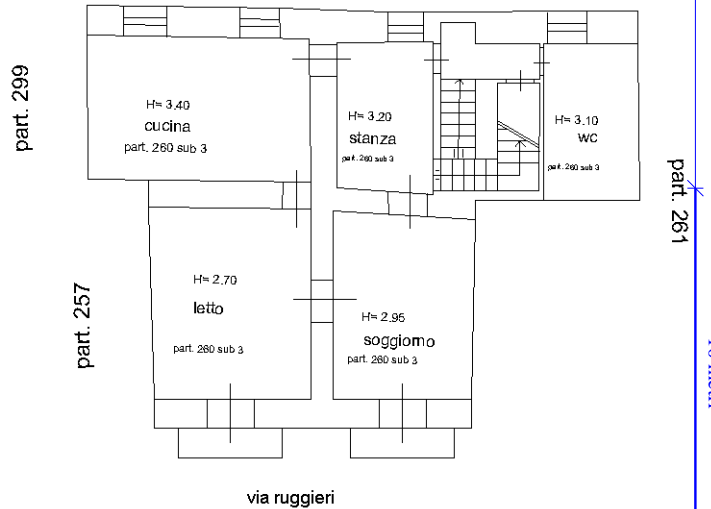 part. 299
H= 3.40
cucina
part. 260 sub 3
H= 3.20
stanza
part. 260 sub 3
H= 3.10
wc
part. 260 sub 3
part. 261
part. 257
H= 2.70
letto
part. 260 sub 3
H= 2.95
soggiorno
part. 260 sub 3
via ruggieri